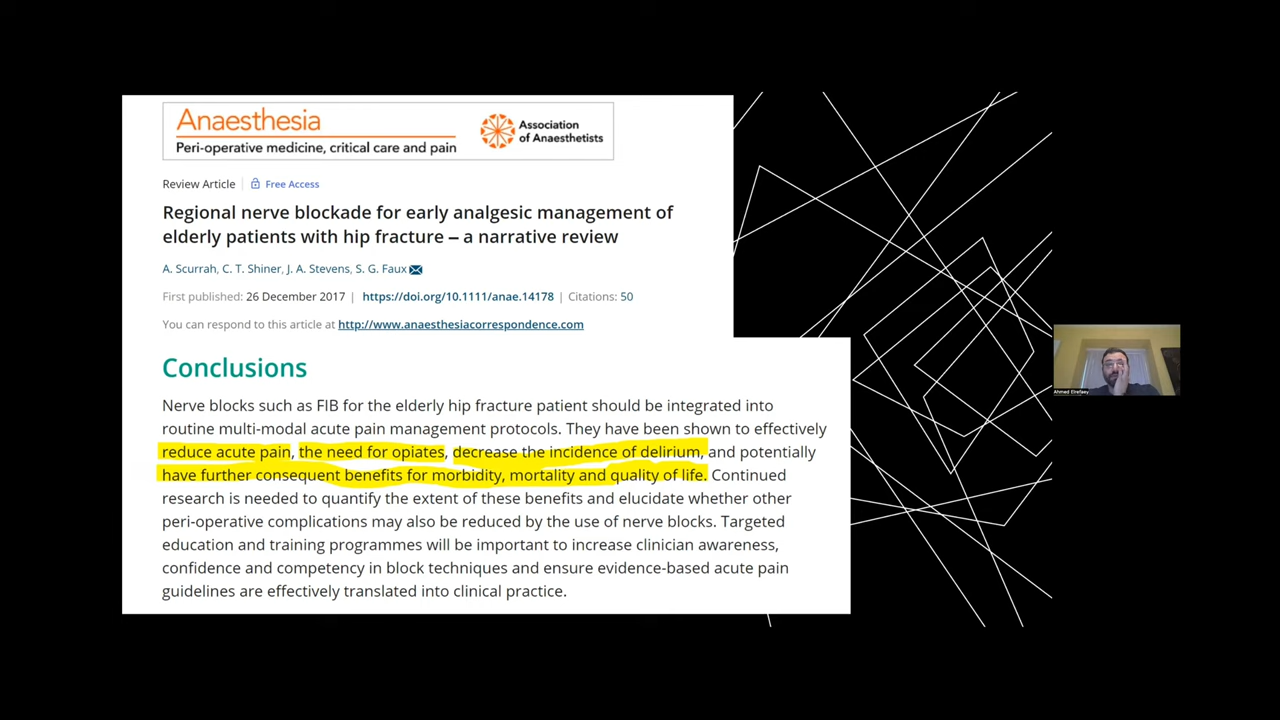 Anaesthesia
Peri-operative medicine, critical care and pain
Association
of Anaesthetists
Review Article
Free Access
Regional nerve blockade for early analgesic management of
elderly patients with hip fracture – a narrative review
A. Scurrah, C. T. Shiner, J. A. Stevens, S. G. Faux
First published: 26 December 2017 | https://doi.org/10.1111/anae.14178 | Citations: 50
You can respond to this article at http://www.anaesthesiacorrespondence.com
Conclusions
Nerve blocks such as FIB for the elderly hip fracture patient should be integrated into
routine multi-modal acute pain management protocols. They have been shown to effectively
reduce acute pain, the need for opiates, decrease the incidence of delirium, and potentially
have further consequent benefits for morbidity, mortality and quality of life. Continued
research is needed to quantify the extent of these benefits and elucidate whether other
peri-operative complications may also be reduced by the use of nerve blocks. Targeted
education and training programmes will be important to increase clinician awareness,
confidence and competency in block techniques and ensure evidence-based acute pain
guidelines are effectively translated into clinical practice.
Ahmed Elrefaey